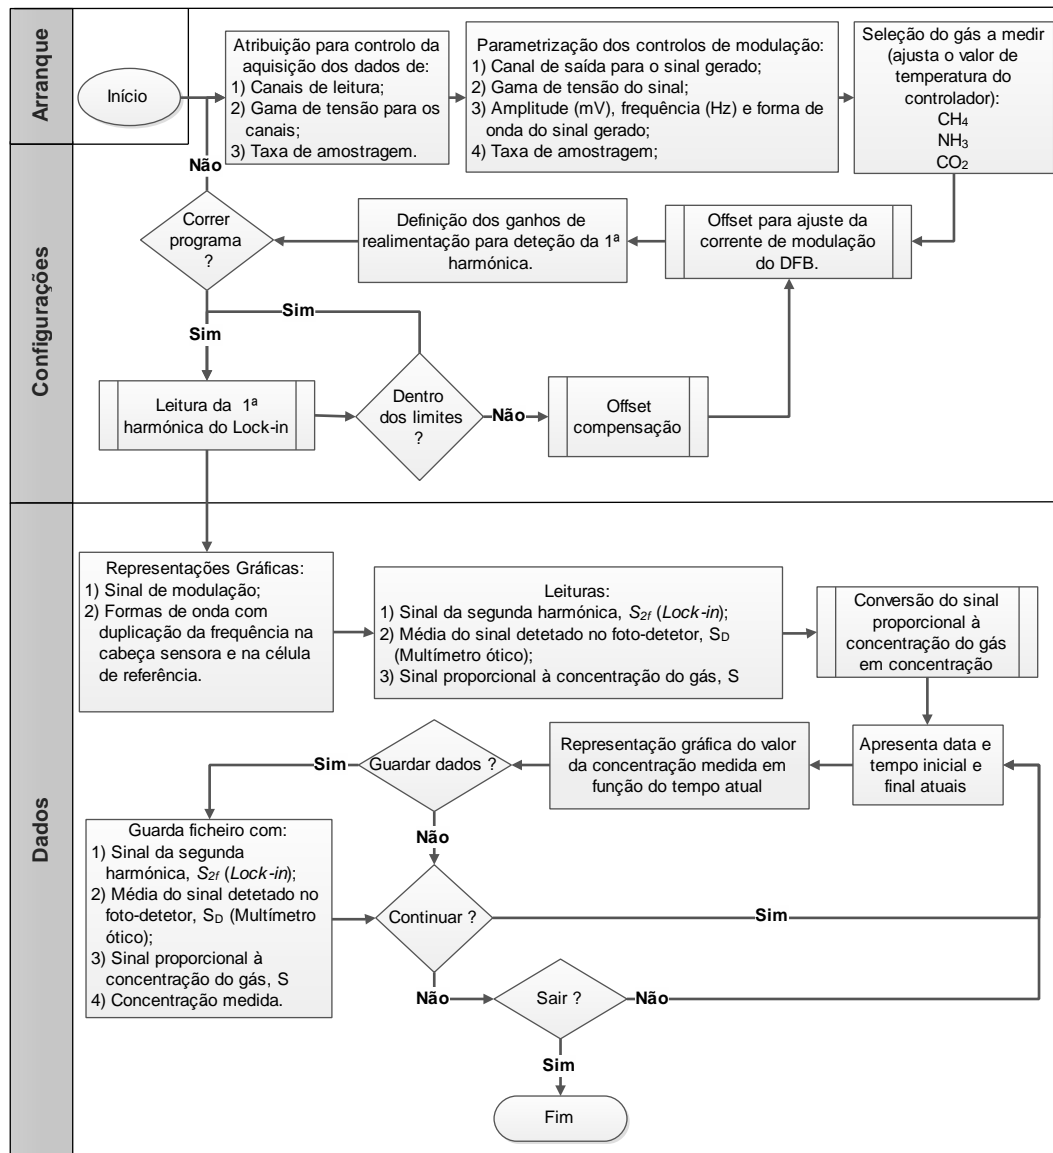 Arranque
Início
Atribuição para controlo da
aquisição dos dados de:
1) Canais de leitura;
2) Gama de tensão para os
canais;
3) Taxa de amostragem.
Parametrização dos controlos de modulação:
1) Canal de saída para o sinal gerado;
2) Gama de tensão do sinal;
3) Amplitude (mV), frequência (Hz) e forma de
onda do sinal gerado;
4) Taxa de amostragem;
Seleção do gás a medir
(ajusta o valor de
temperatura do
controlador):
CH4
NH3
CO2
Configurações
Não
Correr
programa
?
Definição dos ganhos de
realimentação para deteção da 1ª
harmónica.
Offset para ajuste da
corrente de modulação
do DFB.
Sim
Sim
Leitura da 1ª
harmónica do Lock-in
Dentro
dos limites
?
Não
Offset
compensação
Dados
Representações Gráficas:
1) Sinal de modulação;
2) Formas de onda com
duplicação da frequência na
cabeça sensora e na célula
de referência.
Leituras:
1) Sinal da segunda harmónica, S2f (Lock-in);
2) Média do sinal detetado no foto-detetor, SD
(Multímetro ótico);
3) Sinal proporcional à concentração do gás, S
Conversão do sinal
proporcional à
concentração do gás
em concentração
Apresenta data e
tempo inicial e
final atuais
Representação gráfica do valor
da concentração medida em
função do tempo atual
Guardar dados ?
Sim
Não
Guarda ficheiro com:
1) Sinal da segunda
harmónica, S2f (Lock-in);
2) Média do sinal detetado no
foto-detetor, SD (Multímetro
ótico);
3) Sinal proporcional à
concentração do gás, S
4) Concentração medida.
Continuar ?
Sim
Não
Sair ?
Não
Sim
Fim